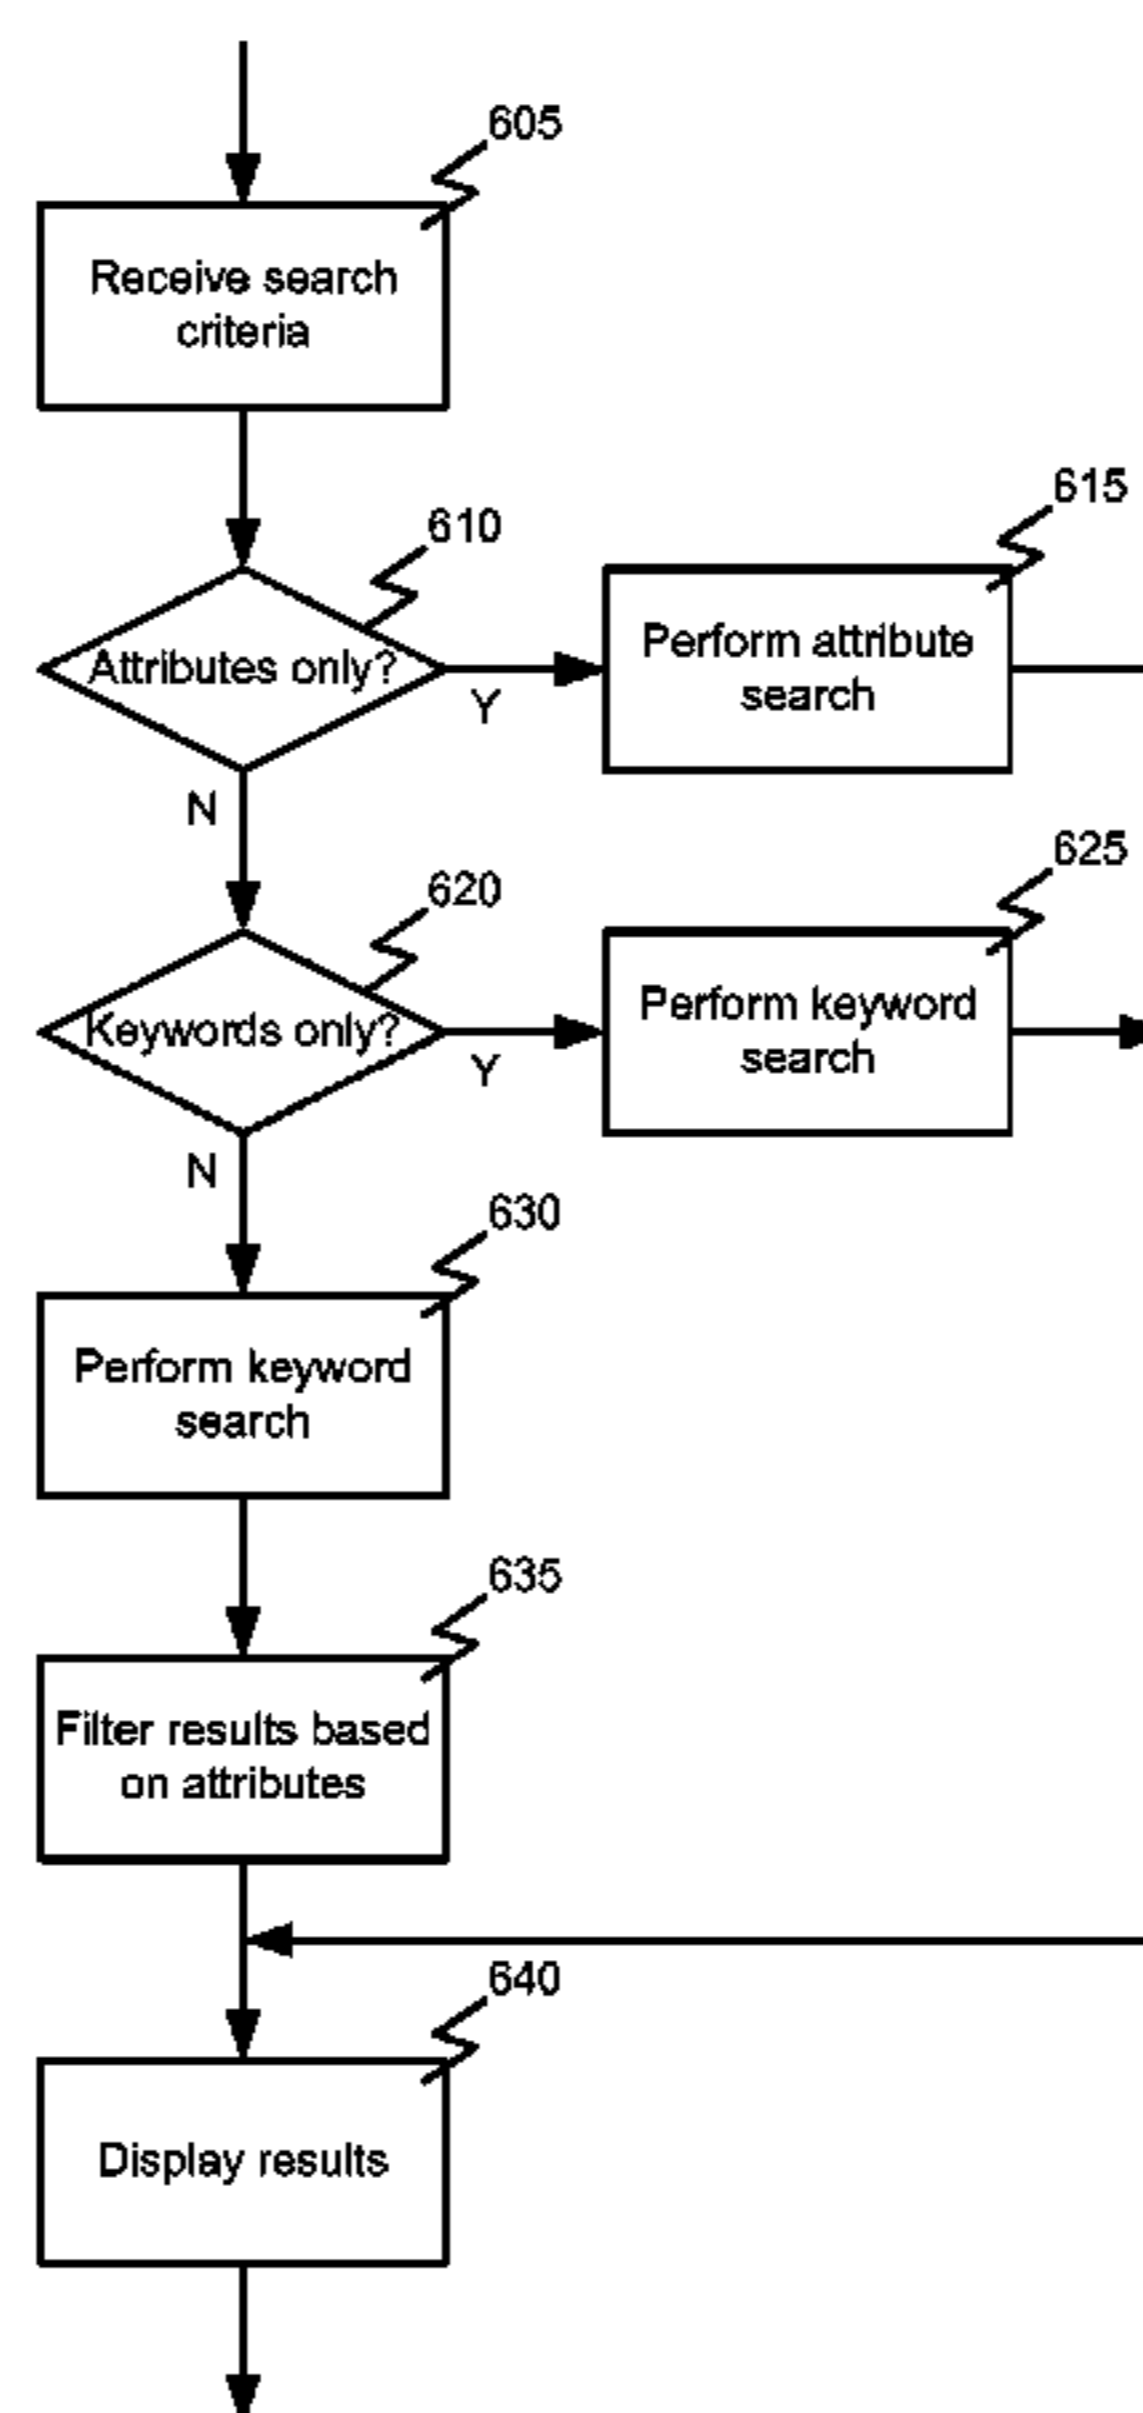 605
Receive search
criteria
610
Attributes only?
Y
N
615
Perform attribute
search
620
Keywords only?
Y
N
625
Perform keyword
search
630
Perform keyword
search
635
Filter results based
on attributes
640
Display results